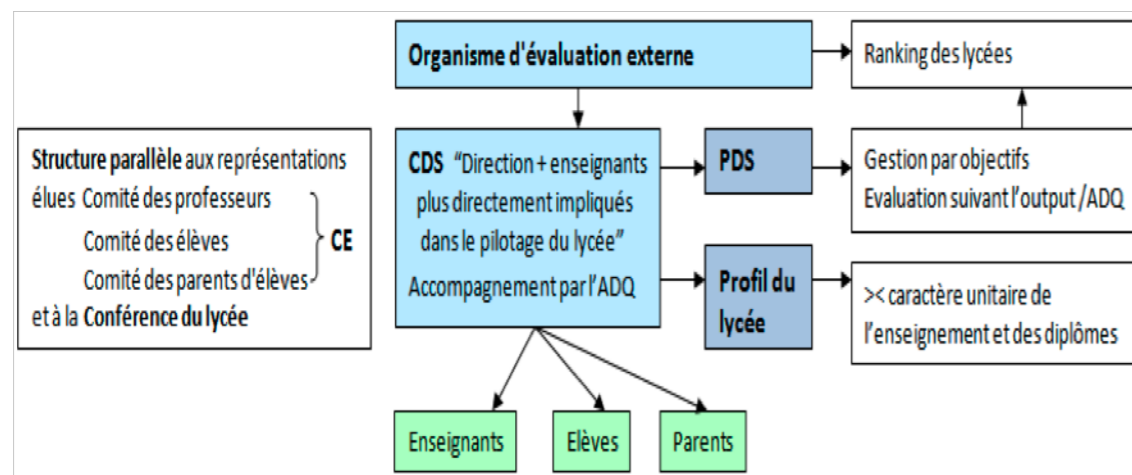 Organisme d'évaluation externe
Ranking des lycées
Structure parallèle aux représentations
élues Comité des professeurs
Comité des élèves
CE
Comité des parents d'élèves
et à la Conférence du lycée
CDS “Direction + enseignants
plus directement impliqués
dans le pilotage du lycée”
Accompagnement par l'ADQ
PDS
Gestion par objectifs
Evaluation suivant l'output /ADQ
Profil du
lycée
>< caractère unitaire de
l'enseignement et des diplômes
Enseignants
Elèves
Parents